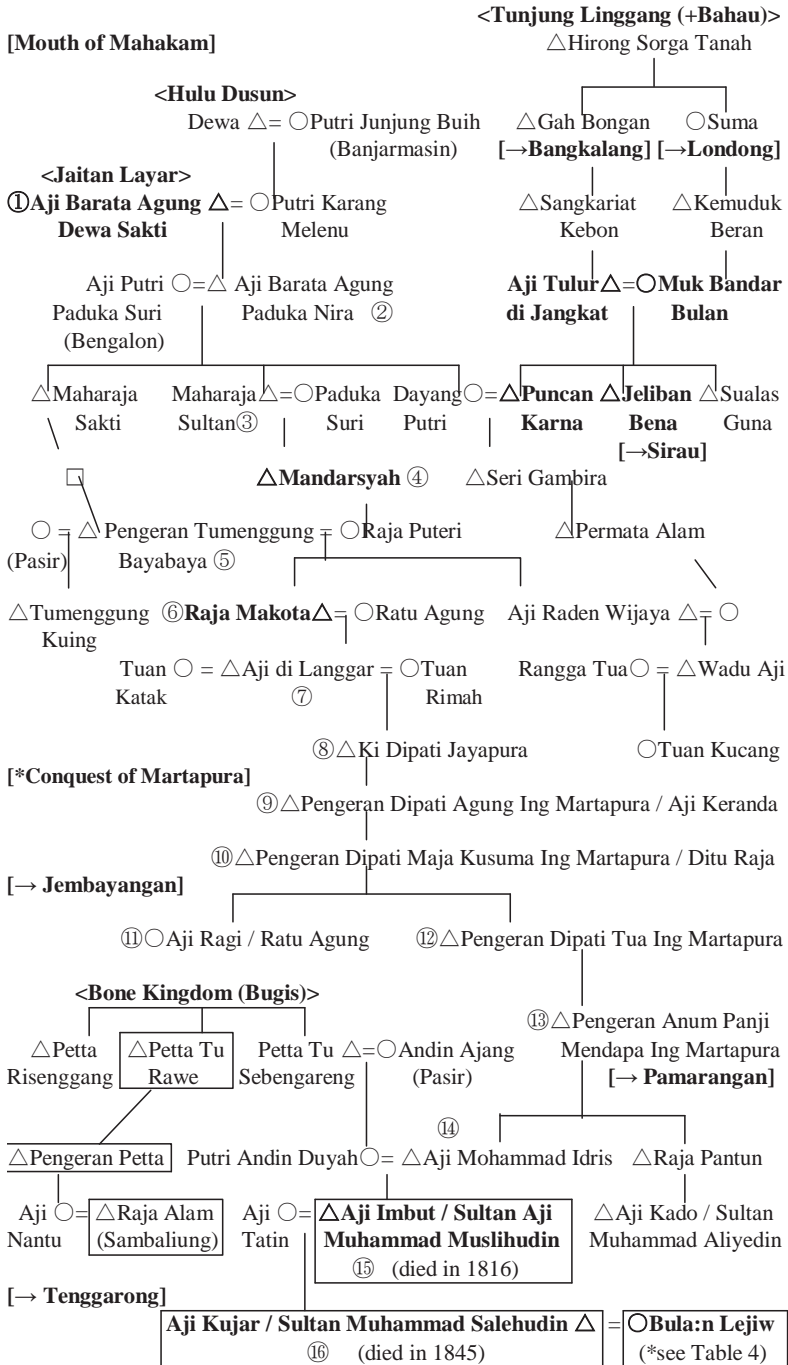 <Tunjung Linggang (+Bahau)>
[Mouth of Mahakam] △Hirong Sorga Tanah
<Hulu Dusun>
Dewa △= ○Putri Junjung Buih △Gah Bongan ○Suma
(Banjarmasin) [→Bangkalang] [→Londong]
<Jaitan Layar>
①Aji Barata Agung △= ○Putri Karang △Sangkariat △Kemuduk
Dewa Sakti Melenu Kebon Beran
Aji Putri ○=△ Aji Barata Agung Aji Tulur△=○Muk Bandar
Paduka Suri Paduka Nira ② di Jangkat Bulan
(Bengalon)
△Maharaja Maharaja△=○Paduka Dayang○=△Puncan △Jeliban △Sualas
Sakti Sultan③ Suri Putri Karna Bena Guna
[→Sirau]
□ △Mandarsyah ④ △Seri Gambira
○ = △ Pengeran Tumenggung = ○Raja Puteri △Permata Alam
(Pasir) Bayabaya ⑤
△Tumenggung ⑥Raja Makota△= ○Ratu Agung Aji Raden Wijaya △= ○
Kuing
Tuan ○ = △Aji di Langgar = ○Tuan Rangga Tua○ = △Wadu Aji
Katak ⑦ Rimah
⑧△Ki Dipati Jayapura ○Tuan Kucang
[*Conquest of Martapura]
⑨△Pengeran Dipati Agung Ing Martapura / Aji Keranda
⑩△Pengeran Dipati Maja Kusuma Ing Martapura / Ditu Raja
[→ Jembayangan]
⑪○Aji Ragi / Ratu Agung ⑫△Pengeran Dipati Tua Ing Martapura
<Bone Kingdom (Bugis)>
⑬△Pengeran Anum Panji
△Petta △Petta Tu Petta Tu △=○Andin Ajang Mendapa Ing Martapura
Risenggang Rawe Sebengareng (Pasir) [→ Pamarangan]
⑭
△Pengeran Petta Putri Andin Duyah○= △Aji Mohammad Idris △Raja Pantun
Aji ○= △Raja Alam Aji ○= △Aji Imbut / Sultan Aji △Aji Kado / Sultan
Nantu (Sambaliung) Tatin Muhammad Muslihudin Muhammad Aliyedin
⑮ (died in 1816)
[→ Tenggarong]
Aji Kujar / Sultan Muhammad Salehudin △ = ○Bula:n Lejiw
⑯ (died in 1845) (*see Table 4)